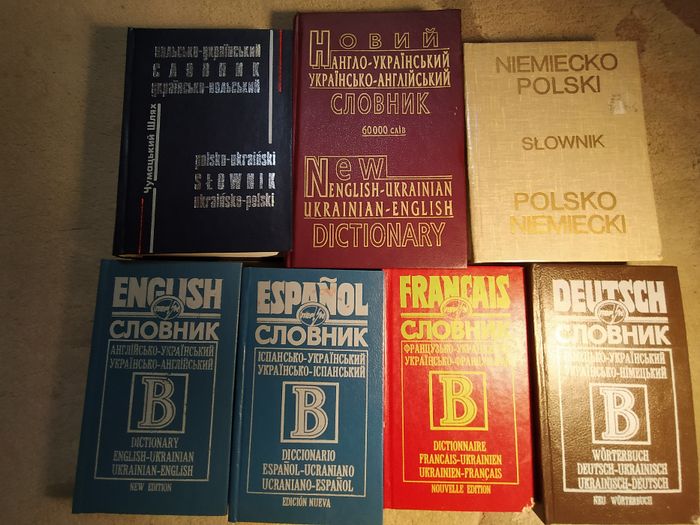 польсько-український
СЛОВНИК
українсько-польський
Чумацький Шлях
polsko-ukraiński
SŁOWNIK
ukraińsko-polski
НОВИЙ
АНГЛО-УКРАЇНСЬКИЙ
УКРАЇНСЬКО-АНГЛІЙСЬКИЙ
СЛОВНИК
60000 слів
New
ENGLISH-UKRAINIAN
UKRAINIAN-ENGLISH
DICTIONARY
NIEMIECKO
POLSKI
SŁOWNIK
POLSKO
NIEMIECKI
ENGLISH
СЛОВНИК
АНГЛІЙСЬКО-УКРАЇНСЬКИЙ
УКРАЇНСЬКО-АНГЛІЙСЬКИЙ
В
DICTIONARY
ENGLISH-UKRAINIAN
UKRAINIAN-ENGLISH
NEW EDITION
ESPAÑOL
СЛОВНИК
ІСПАНСЬКО-УКРАЇНСЬКИЙ
УКРАЇНСЬКО-ІСПАНСЬКИЙ
В
DICCIONARIO
ESPAÑOL-UCRANIANO
UCRANIANO-ESPAÑOL
EDICIÓN NUEVA
FRANÇAIS
СЛОВНИК
ФРАНЦУЗЬКО-УКРАЇНСЬКИЙ
УКРАЇНСЬКО-ФРАНЦУЗЬКИЙ
В
DICTIONNAIRE
FRANÇAIS-UKRAINIEN
UKRAINIEN-FRANÇAIS
NOUVELLE EDITION
DEUTSCH
СЛОВНИК
НІМЕЦЬКО-УКРАЇНСЬКИЙ
УКРАЇНСЬКО-НІМЕЦЬКИЙ
В
WÖRTERBUCH
DEUTSCH-UKRAINISCH
UKRAINISCH-DEUTSCH
NEU WÖRTERBUCH